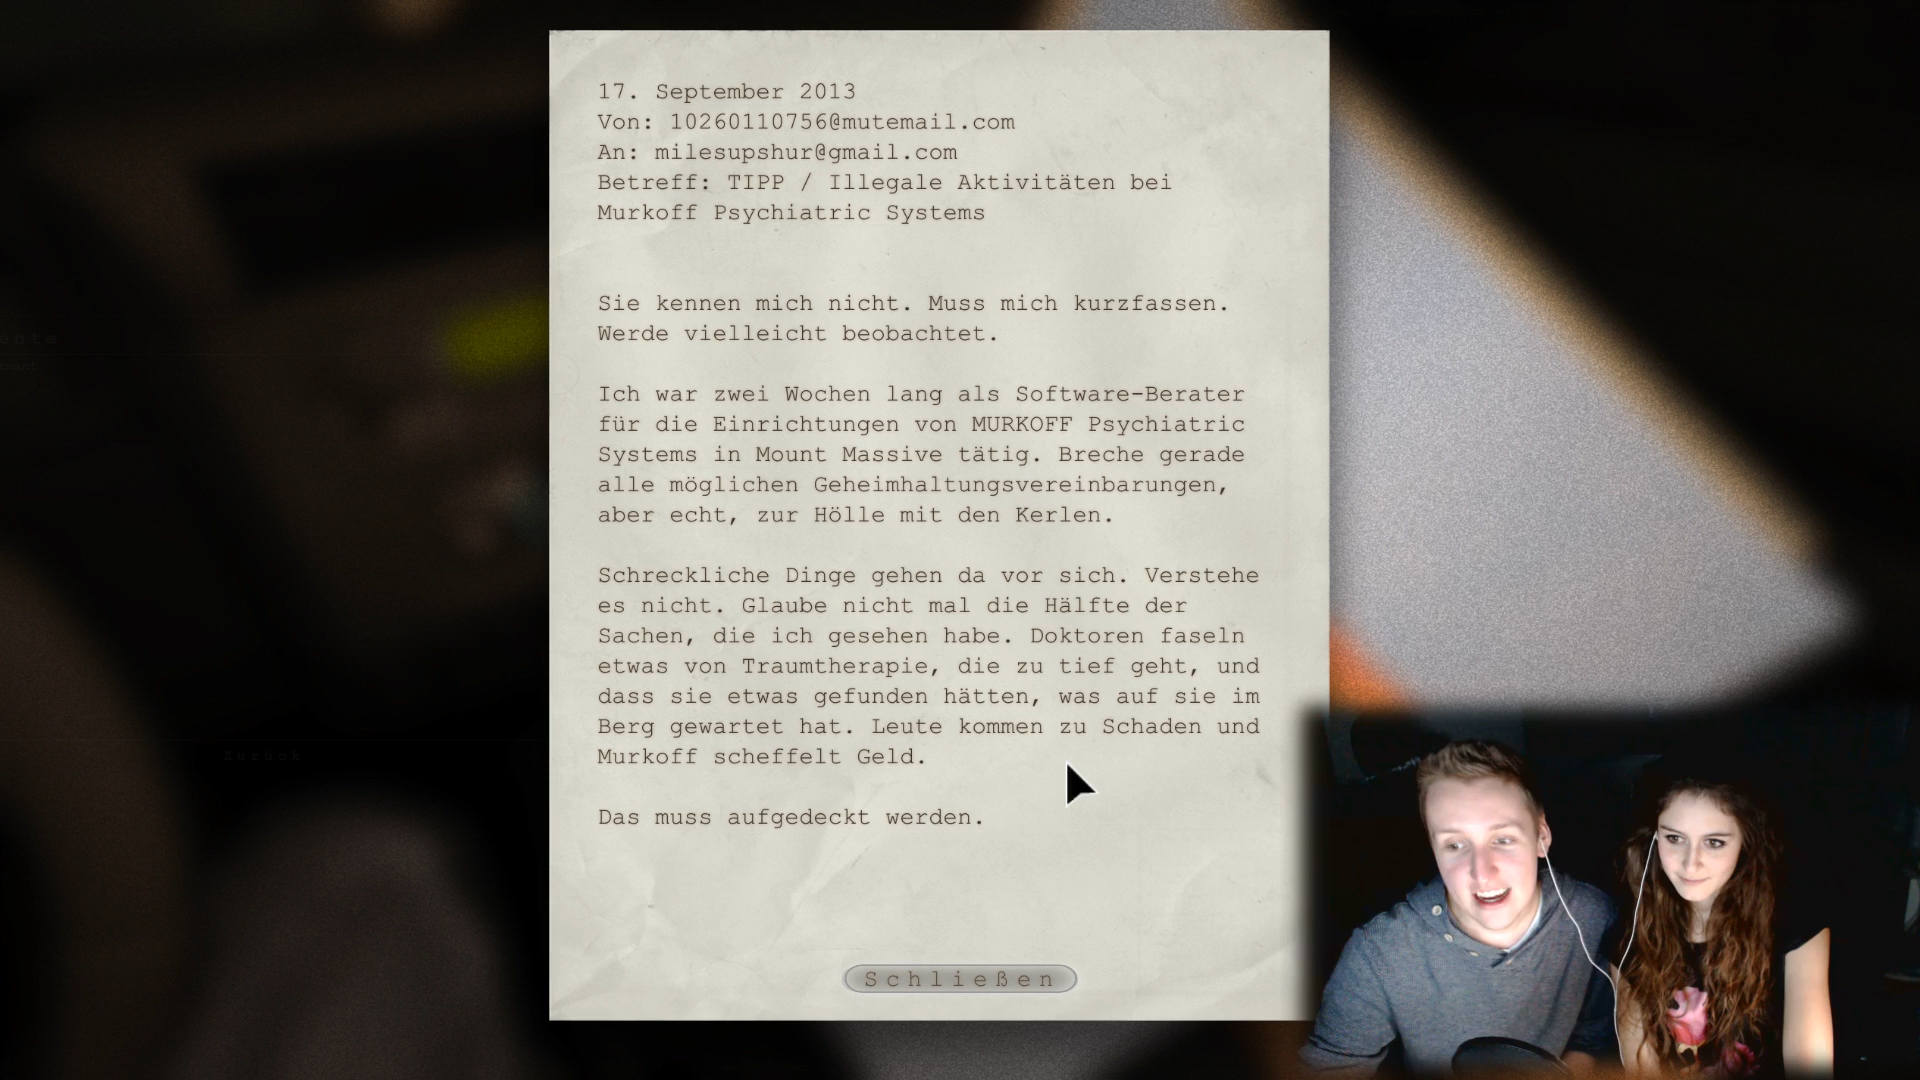 17. September 2013
Von: 10260110756@mutemail.com
An: milesupshur@gmail.com
Betreff: TIPP / Illegale Aktivitäten bei
Murkoff Psychiatric Systems
Sie kennen mich nicht. Muss mich kurzfassen.
Werde vielleicht beobachtet.
Ich war zwei Wochen lang als Software-Berater
für die Einrichtungen von MURKOFF Psychiatric
Systems in Mount Massive tätig. Breche gerade
alle möglichen Geheimhaltungsvereinbarungen,
aber echt, zur Hölle mit den Kerlen.
Schreckliche Dinge gehen da vor sich. Verstehe
es nicht. Glaube nicht mal die Hälfte der
Sachen, die ich gesehen habe. Doktoren faseln
etwas von Traumtherapie, die zu tief geht, und
dass sie etwas gefunden hätten, was auf sie im
Berg gewartet hat. Leute kommen zu Schaden und
Murkoff scheffelt Geld.
Das muss aufgedeckt werden.
Zurück
Schließen